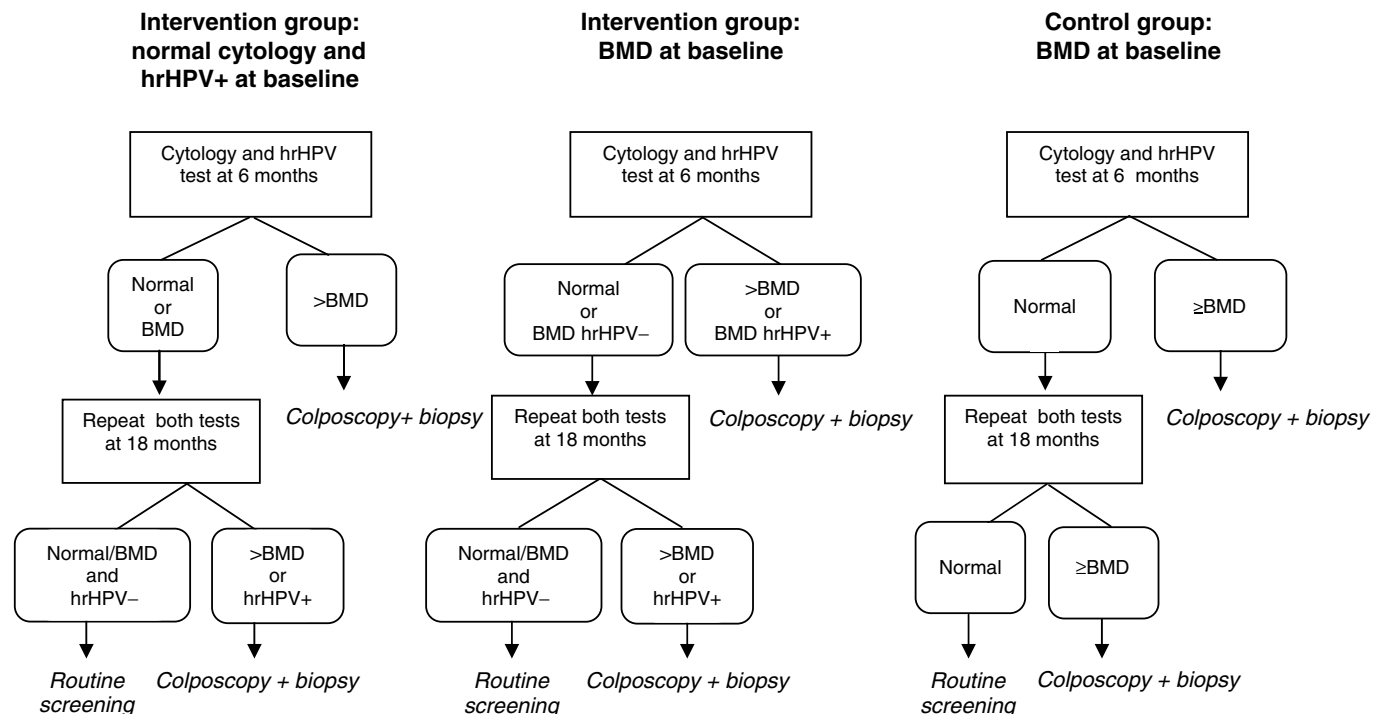 Intervention group:
normal cytology and
hrHPV+ at baseline
Cytology and hrHPV
test at 6 months
Normal
or
BMD
>BMD
Colposcopy+ biopsy
Repeat both tests
at 18 months
Normal/BMD
and
hrHPV–
>BMD
or
hrHPV+
Routine
screening
Colposcopy + biopsy
Intervention group:
BMD at baseline
Cytology and hrHPV
test at 6 months
Normal
or
BMD hrHPV–
>BMD
or
BMD hrHPV+
Colposcopy + biopsy
Repeat both tests
at 18 months
Normal/BMD
and
hrHPV–
>BMD
or
hrHPV+
Routine
screening
Colposcopy + biopsy
Control group:
BMD at baseline
Cytology and hrHPV
test at 6 months
Normal
≥BMD
Colposcopy + biopsy
Repeat both tests
at 18 months
Normal
≥BMD
Routine
screening
Colposcopy + biopsy